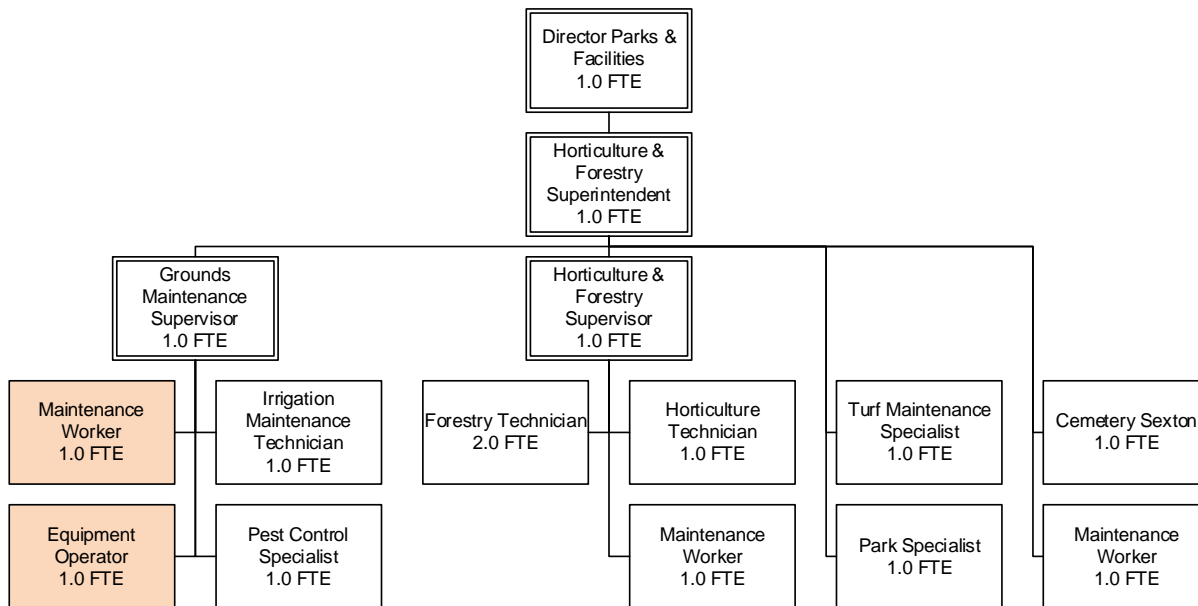 Director Parks &
Facilities
1.0 FTE
Horticulture &
Forestry
Superintendent
1.0 FTE
Grounds
Maintenance
Supervisor
1.0 FTE
Horticulture &
Forestry
Supervisor
1.0 FTE
Maintenance
Worker
1.0 FTE
Irrigation
Maintenance
Technician
1.0 FTE
Forestry Technician
2.0 FTE
Horticulture
Technician
1.0 FTE
Turf Maintenance
Specialist
1.0 FTE
Cemetery Sexton
1.0 FTE
Equipment
Operator
1.0 FTE
Pest Control
Specialist
1.0 FTE
Maintenance
Worker
1.0 FTE
Park Specialist
1.0 FTE
Maintenance
Worker
1.0 FTE